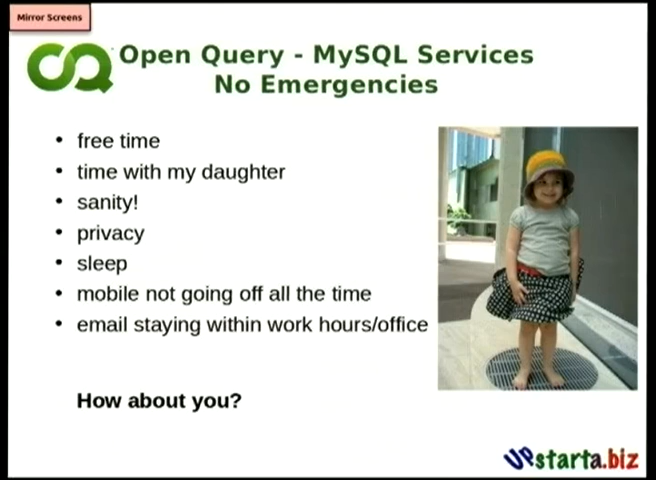 Mirror Screens
Open Query - MySQL Services
No Emergencies
• free time
• time with my daughter
• sanity!
• privacy
• sleep
• mobile not going off all the time
• email staying within work hours/office
How about you?
upstarta.biz